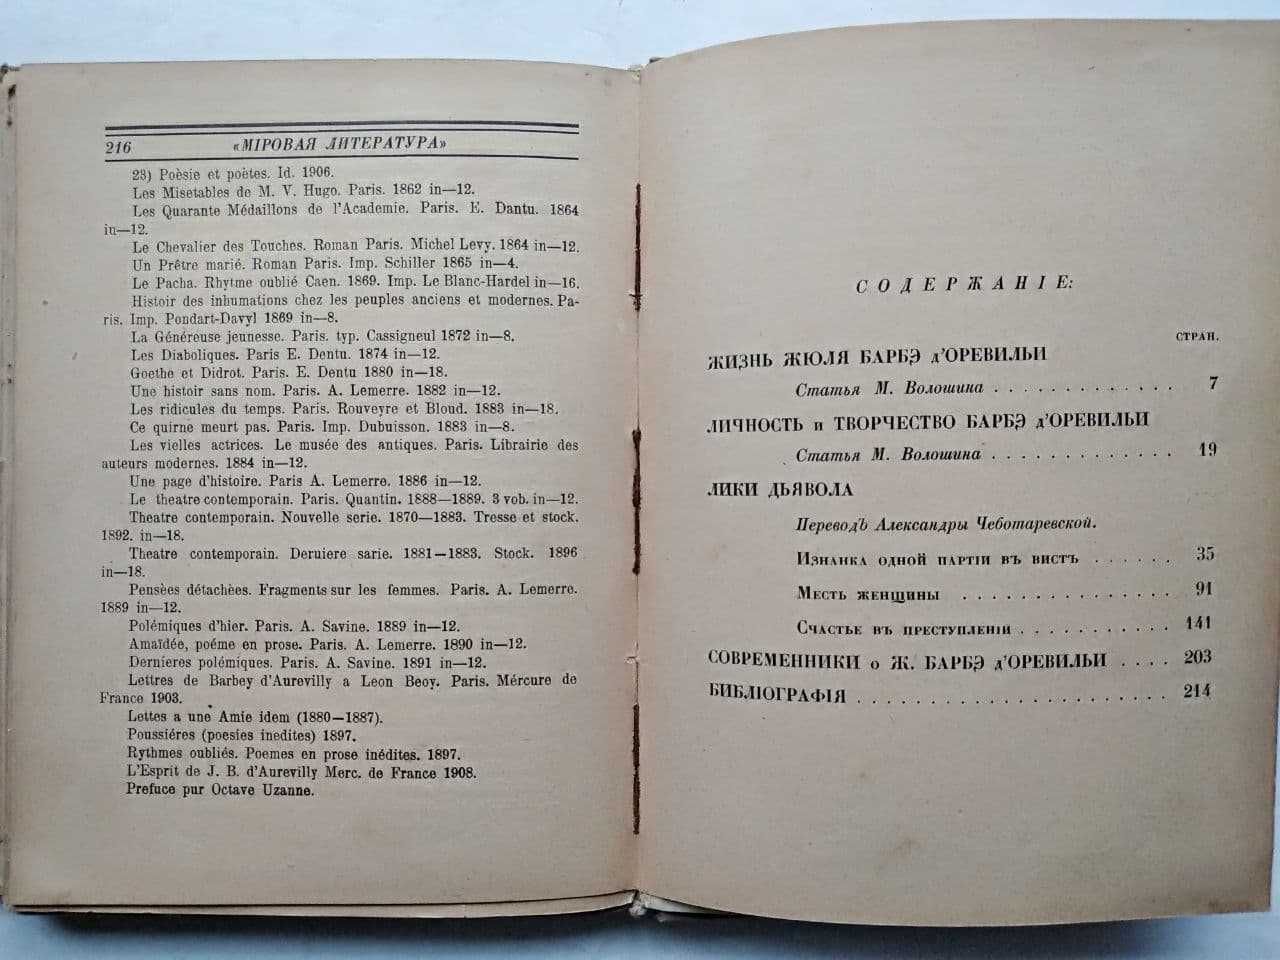 216 «МІРОВАЯ ЛИТЕРАТУРА»
23) Poèsie et poètes. Id. 1906.
Les Misetables de M. V. Hugo. Paris. 1862 in—12.
Les Quarante Médaillons de l'Academie. Paris. E. Dantu. 1864
in—12.
Le Chevalier des Touches. Roman Paris. Michel Levy. 1864 in—12.
Un Prêtre marié. Roman Paris. Imp. Schiller 1865 in—4.
Le Pacha. Rhytme oublié Caen. 1869. Imp. Le Blanc-Hardel in—16.
Histoir des inhumations chez les peuples anciens et modernes. Pa-
ris. Imp. Pondart-Davyl 1869 in—8.
La Généreuse jeunesse. Paris. typ. Cassigneul 1872 in—8.
Les Diaboliques. Paris E. Dentu. 1874 in—12.
Goethe et Didrot. Paris. E. Dentu 1880 in—18.
Une histoir sans nom. Paris. A. Lemerre. 1882 in—12.
Les ridicules du temps. Paris. Rouveyre et Bloud. 1883 in—18.
Ce quirne meurt pas. Paris. Imp. Dubuisson. 1883 in—8.
Les vielles actrices. Le musée des antiques. Paris. Librairie des
auteurs modernes. 1884 in—12.
Une page d'histoire. Paris A. Lemerre. 1886 in—12.
Le theatre contemporain. Paris. Quantin. 1888—1889. 3 vob. in—12.
Theatre contemporain. Nouvelle serie. 1870—1883. Tresse et stock.
1892. in—18.
Theatre contemporain. Deruiere sarie. 1881—1883. Stock. 1896
in—18.
Pensèes détachèes. Fragments sur les femmes. Paris. A. Lemerre.
1889 in—12.
Polémiques d'hier. Paris. A. Savine. 1889 in—12.
Amaïdée, poéme en prose. Paris. A. Lemerre. 1890 in—12.
Dernieres polémiques. Paris. A. Savine. 1891 in—12.
Lettres de Barbey d'Aurevilly a Leon Beoy. Paris. Mércure de
France 1903.
Lettes a une Amie idem (1880—1887).
Poussiéres (poesies inedites) 1897.
Rythmes oubliés. Poemes en prose inédites. 1897.
L'Esprit de J. B. d'Aurevilly Merc. de France 1908.
Prefuce pur Octave Uzanne.
СОДЕРЖАНІЕ:
СТРАН.
ЖИЗНЬ ЖЮЛЯ БАРБЭ д'ОРЕВИЛЬИ
Статья М. Волошина . . . . . . . . . . . . . 7
ЛИЧНОСТЬ и ТВОРЧЕСТВО БАРБЭ д'ОРЕВИЛЬИ
Статья М. Волошина . . . . . . . . . . . . . 19
ЛИКИ ДЬЯВОЛА
Переводъ Александры Чеботаревской.
Изнанка одной партіи въ вистъ . . . . . . 35
Месть женщины . . . . . . . . . . . . . . . 91
Счастье въ преступленіи . . . . . . . . . . . 141
СОВРЕМЕННИКИ о Ж. БАРБЭ д'ОРЕВИЛЬИ . . . . 203
БИБЛІОГРАФІЯ . . . . . . . . . . . . . . . . . . . 214